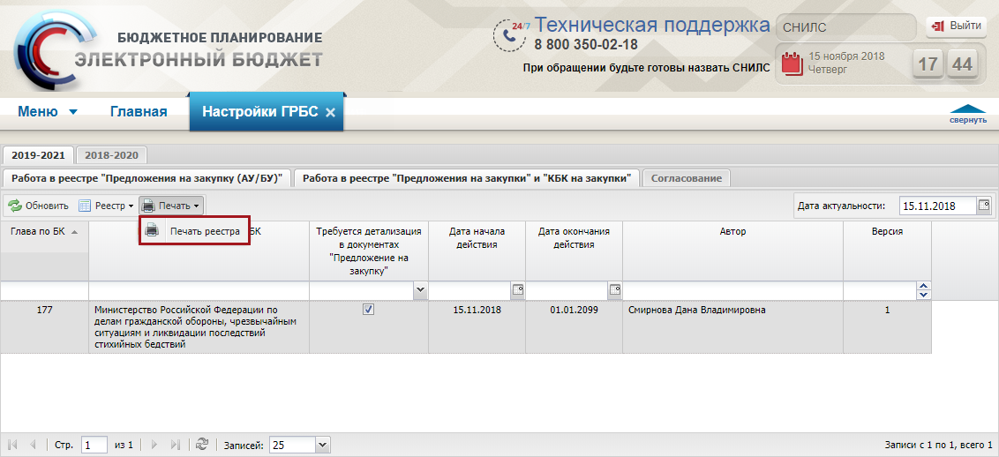 БЮДЖЕТНОЕ ПЛАНИРОВАНИЕ
ЭЛЕКТРОННЫЙ БЮДЖЕТ
24/7
Техническая поддержка
8 800 350-02-18
При обращении будьте готовы назвать СНИЛС
СНИЛС
Выйти
15 ноября 2018
Четверг
17 44
Меню
Главная
Настройки ГРБС
свернуть
2019-2021
2018-2020
Работа в реестре "Предложения на закупку (АУ/БУ)"
Работа в реестре "Предложения на закупки" и "КБК на закупки"
Согласование
Обновить
Реестр
Печать
Дата актуальности:
15.11.2018
Печать реестра
Глава по БК
БК
Требуется детализация
в документах
"Предложение на
закупку"
Дата начала
действия
Дата окончания
действия
Автор
Версия
177
Министерство Российской Федерации по
делам гражданской обороны, чрезвычайным
ситуациям и ликвидации последствий
стихийных бедствий
15.11.2018
01.01.2099
Смирнова Дана Владимировна
1
Стр. 1 из 1
Записей: 25
Записи с 1 по 1, всего 1